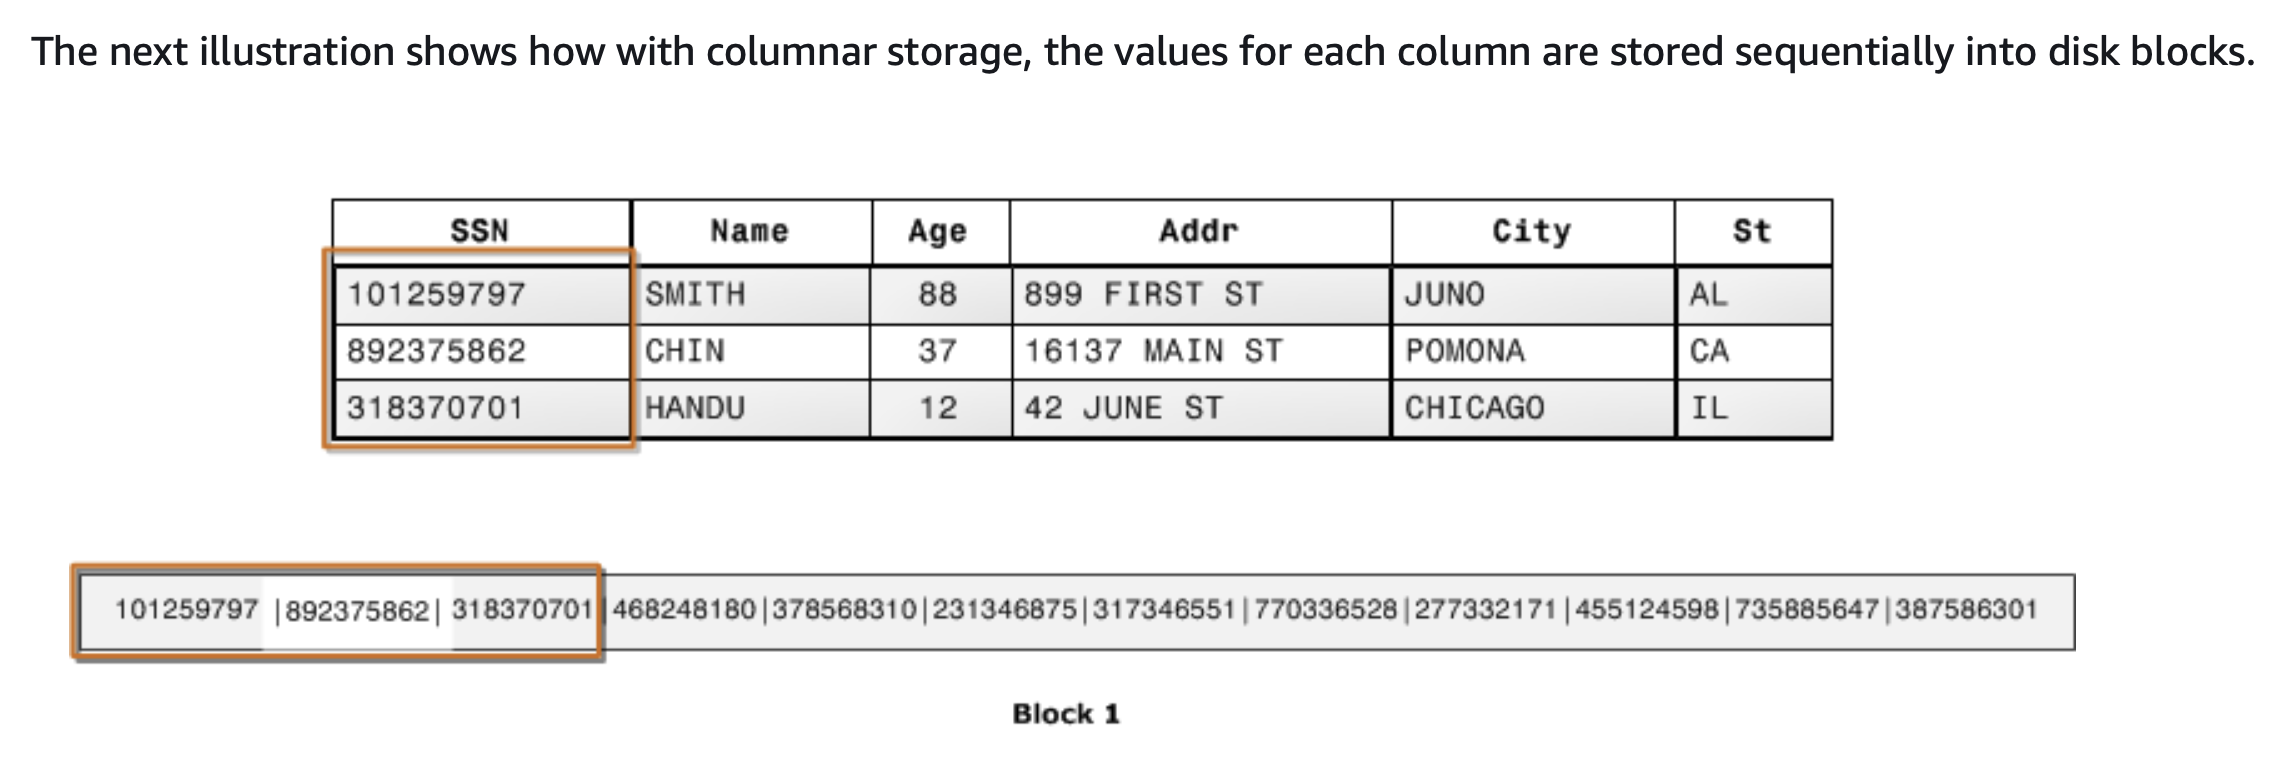 The next illustration shows how with columnar storage, the values for each column are stored sequentially into disk blocks.
SSN Name Age Addr City St
101259797 SMITH 88 899 FIRST ST JUNO AL
892375862 CHIN 37 16137 MAIN ST POMONA CA
318370701 HANDU 12 42 JUNE ST CHICAGO IL
101259797 |892375862| 318370701|468248180|378568310|231346875|317346551|770336528|277332171|455124598|735885647|387586301
Block 1